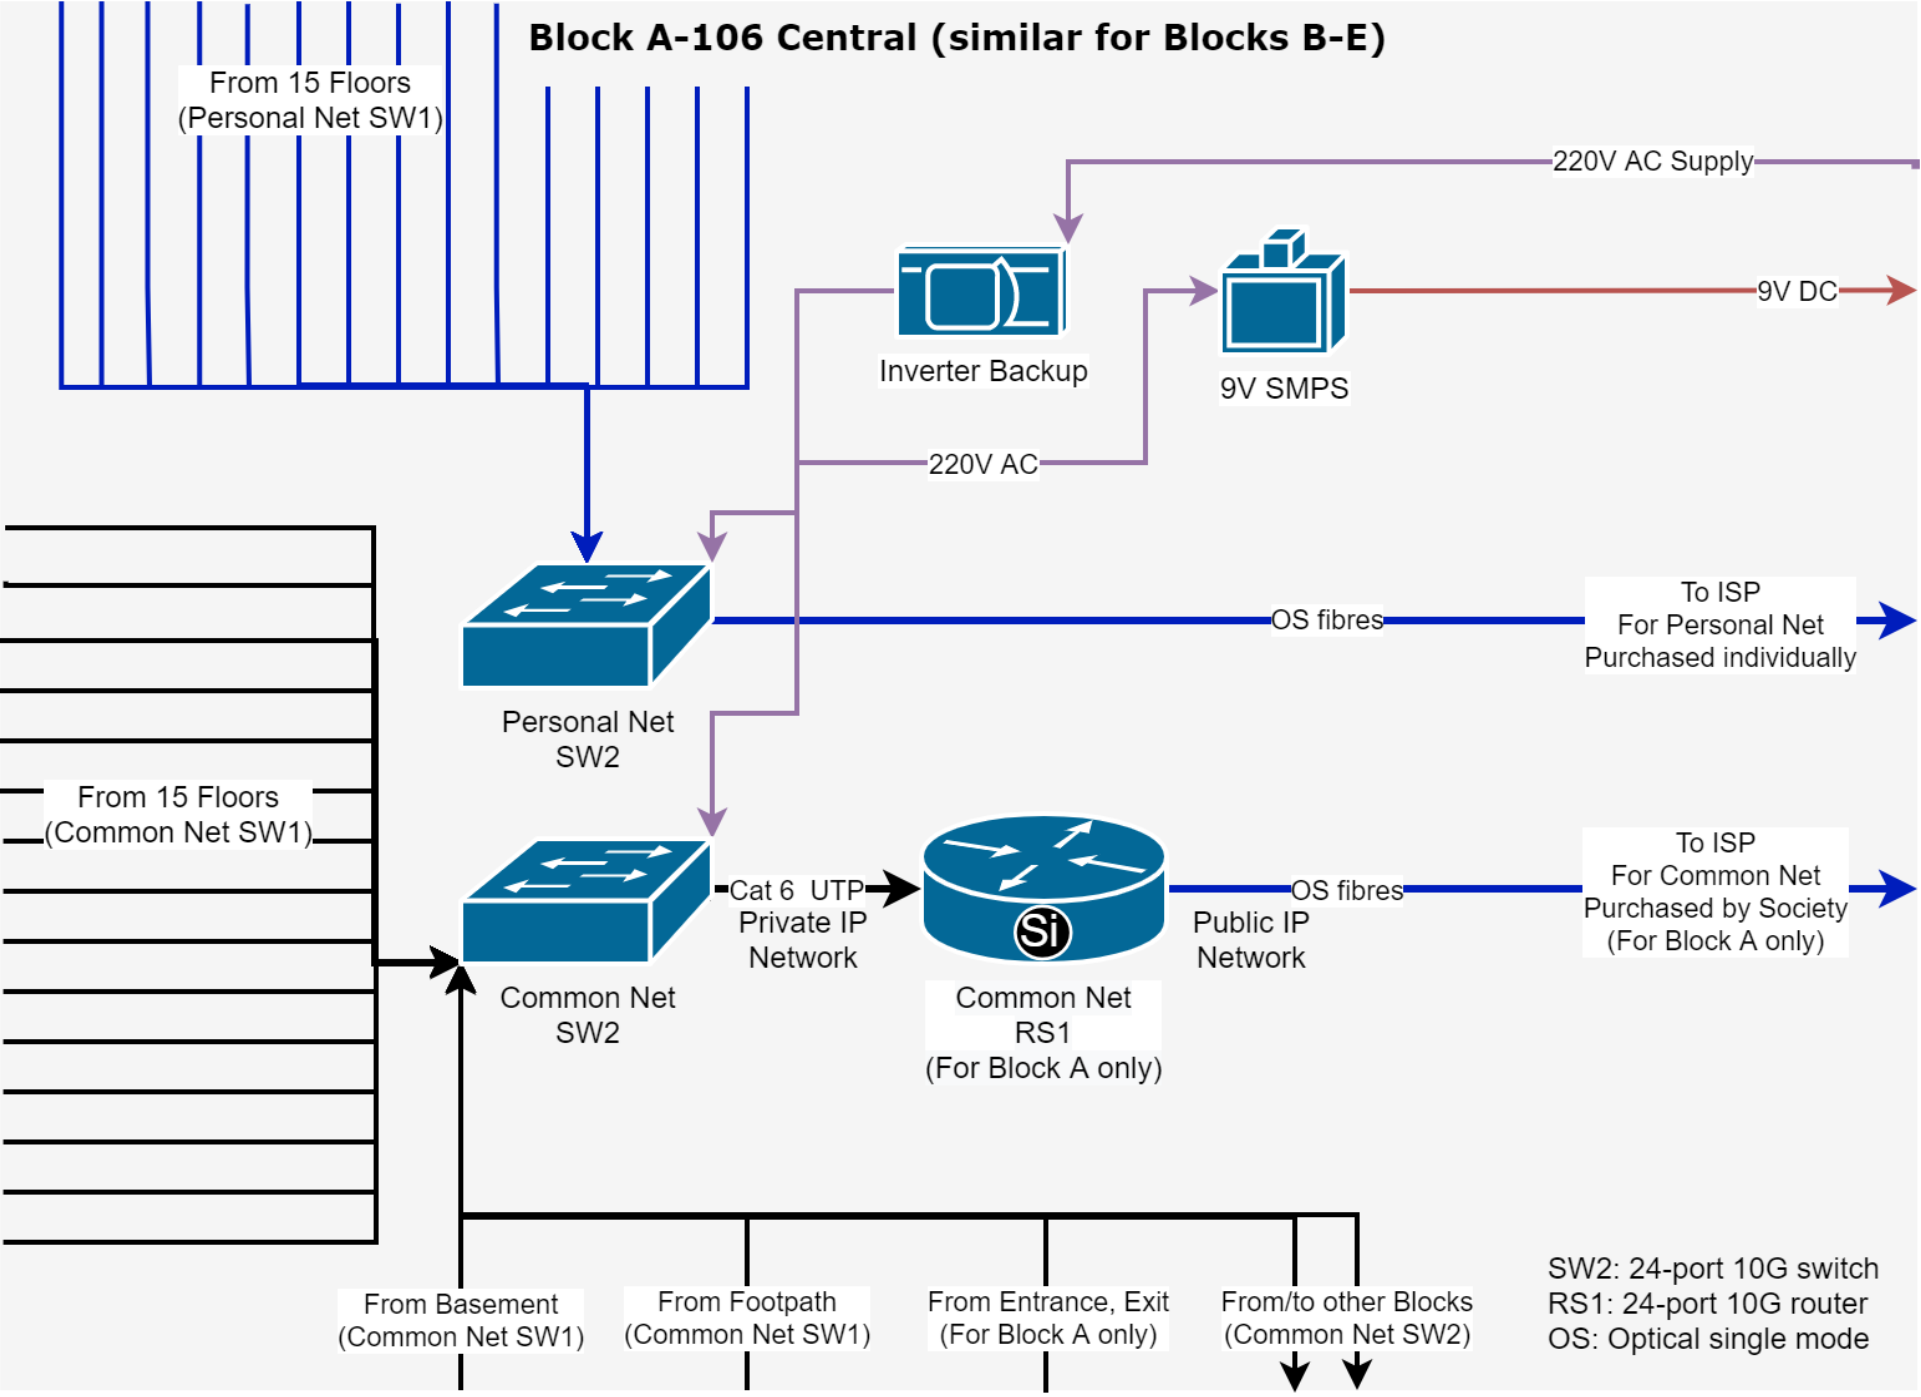 Block A-106 Central (similar for Blocks B-E)
From 15 Floors
(Personal Net SW1)
220V AC Supply
9V DC
Inverter Backup
9V SMPS
220V AC
To ISP
For Personal Net
Purchased individually
OS fibres
Personal Net
SW2
From 15 Floors
(Common Net SW1)
To ISP
For Common Net
Purchased by Society
(For Block A only)
Cat 6 UTP
Private IP
Network
Si
Public IP
Network
OS fibres
Common Net
SW2
Common Net
RS1
(For Block A only)
From Basement
(Common Net SW1)
From Footpath
(Common Net SW1)
From Entrance, Exit
(For Block A only)
From/to other Blocks
(Common Net SW2)
SW2: 24-port 10G switch
RS1: 24-port 10G router
OS: Optical single mode